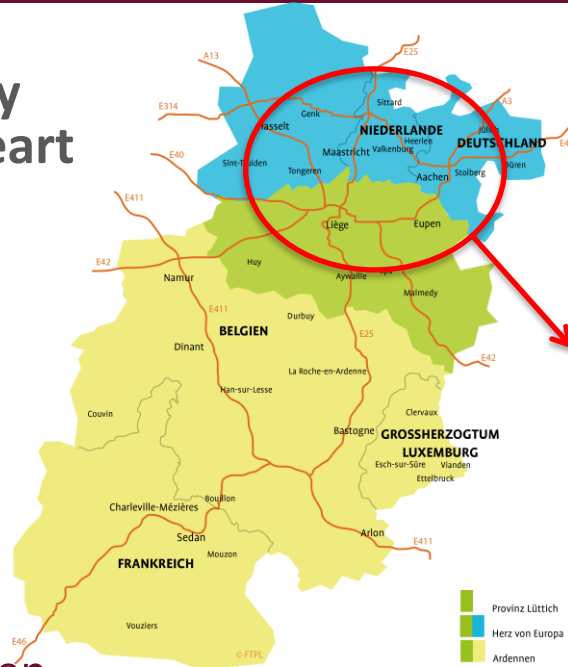 y
eart
A13
E25
E314
Genk
Sittard
A3
Hasselt
NIEDERLANDE
Heerlen
Jülich
DEUTSCHLAND
E40
Maastricht
Valkenburg
Sint-Truiden
Tongeren
Aachen
Stolberg
Düren
E411
Liège
Eupen
E42
Huy
Namur
Aywaille
Spa
Malmedy
E411
Durbuy
BELGIEN
E25
Dinant
E42
La Roche-en-Ardenne
Han-sur-Lesse
Couvin
Clervaux
Bastogne
GROSSHERZOGTUM
LUXEMBURG
Esch-sur-Sûre
Vianden
Ettelbruck
Bouillon
Charleville-Mézières
Sedan
Arlon
E411
Mouzon
FRANKREICH
Vouziers
E46
© FTPL
Provinz Lüttich
Herz von Europa
Ardennen